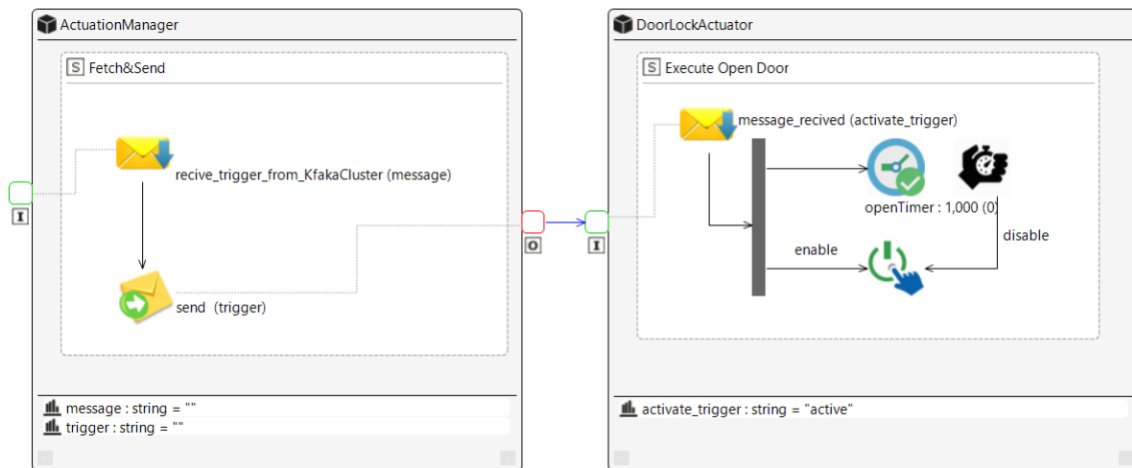 ActuationManager
S Fetch&Send
recive_trigger_from_KfakaCluster (message)
I
send (trigger)
O
message : string = ""
trigger : string = ""
DoorLockActuator
S Execute Open Door
message_recived (activate_trigger)
openTimer : 1,000 (0)
disable
enable
I
activate_trigger : string = "active"